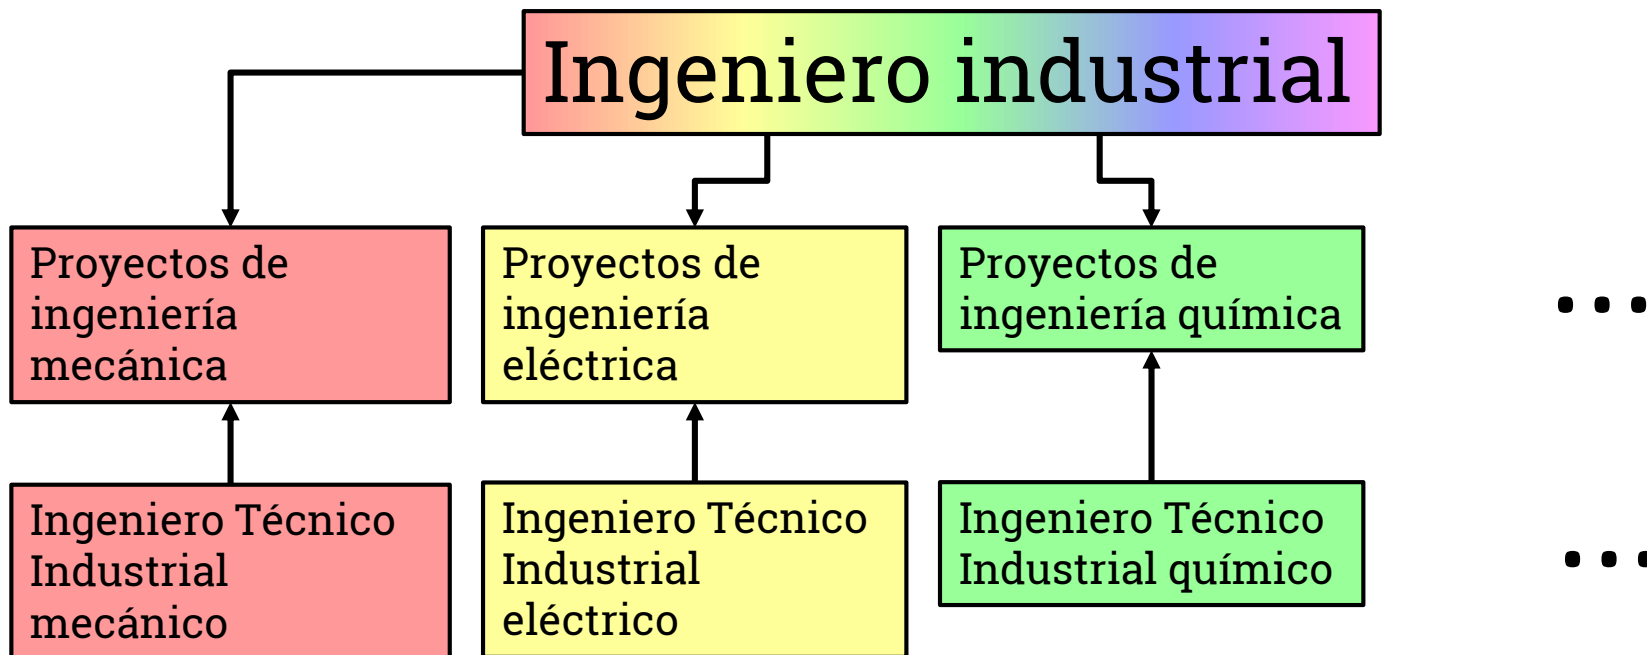 Ingeniero industrial
Proyectos de
ingeniería
mecánica
Proyectos de
ingeniería
eléctrica
Proyectos de
ingeniería química
...
Ingeniero Técnico
Industrial
mecánico
Ingeniero Técnico
Industrial
eléctrico
Ingeniero Técnico
Industrial químico
...